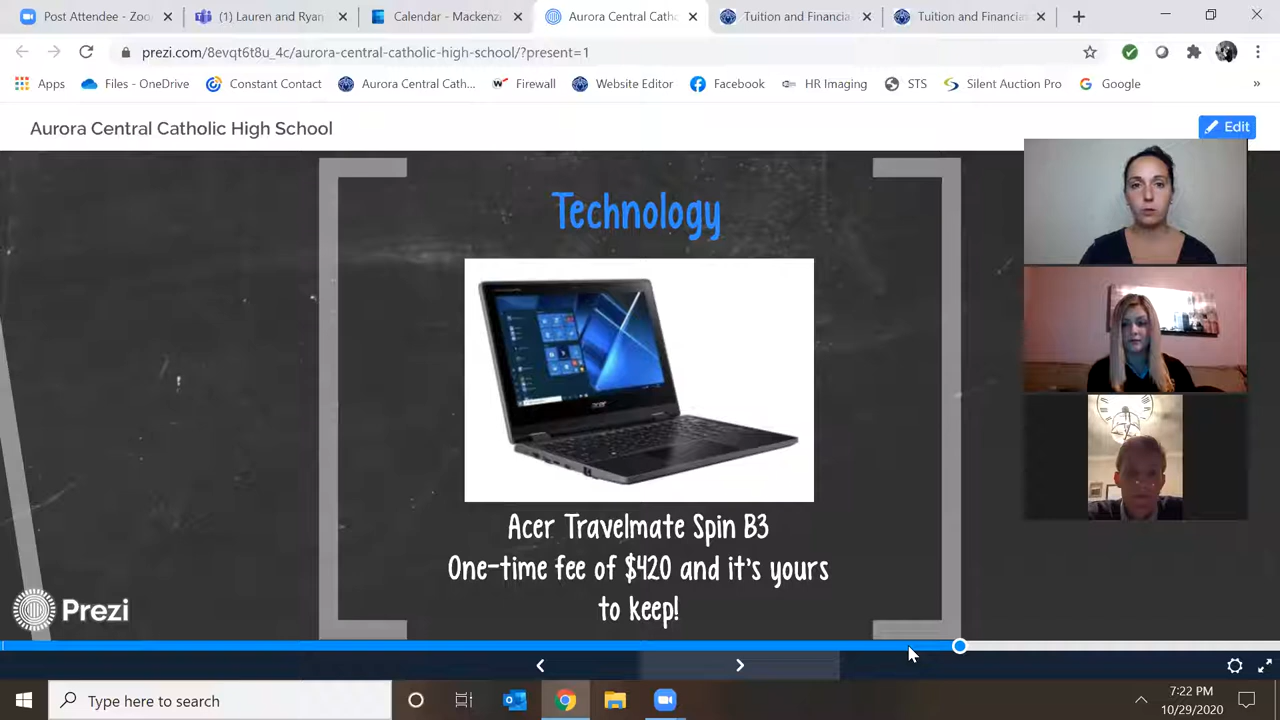 Post Attendee - Zoo
(1) Lauren and Ryan
Calendar - Mackenz
Aurora Central Cath
Tuition and Financia
Tuition and Financia
prezi.com/8evqt6t8u_4c/aurora-central-catholic-high-school/?present=1
Apps
Files - OneDrive
Constant Contact
Aurora Central Cath...
Firewall
Website Editor
Facebook
HR Imaging
STS
Silent Auction Pro
Google
»
Aurora Central Catholic High School
Edit
Technology
acer
Acer Travelmate Spin B3
One-time fee of $420 and it's yours
to keep!
Prezi
Type here to search
7:22 PM
10/29/2020